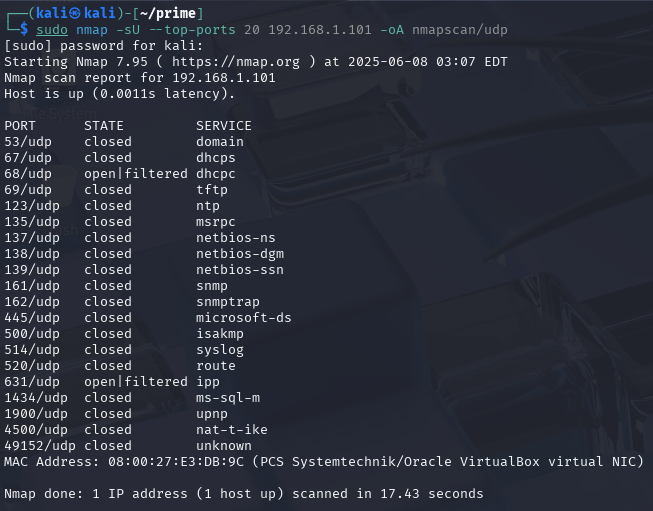 ┌──(kali㉿kali)-[~/prime]
└─$ sudo nmap -sU --top-ports 20 192.168.1.101 -oA nmapscan/udp
[sudo] password for kali:
Starting Nmap 7.95 ( https://nmap.org ) at 2025-06-08 03:07 EDT
Nmap scan report for 192.168.1.101
Host is up (0.0011s latency).

PORT      STATE         SERVICE
53/udp    closed        domain
67/udp    closed        dhcps
68/udp    open|filtered dhcpc
69/udp    closed        tftp
123/udp   closed        ntp
135/udp   closed        msrpc
137/udp   closed        netbios-ns
138/udp   closed        netbios-dgm
139/udp   closed        netbios-ssn
161/udp   closed        snmp
162/udp   closed        snmptrap
445/udp   closed        microsoft-ds
500/udp   closed        isakmp
514/udp   closed        syslog
520/udp   closed        route
631/udp   open|filtered ipp
1434/udp  closed        ms-sql-m
1900/udp  closed        upnp
4500/udp  closed        nat-t-ike
49152/udp closed        unknown
MAC Address: 08:00:27:E3:DB:9C (PCS Systemtechnik/Oracle VirtualBox virtual NIC)

Nmap done: 1 IP address (1 host up) scanned in 17.43 seconds